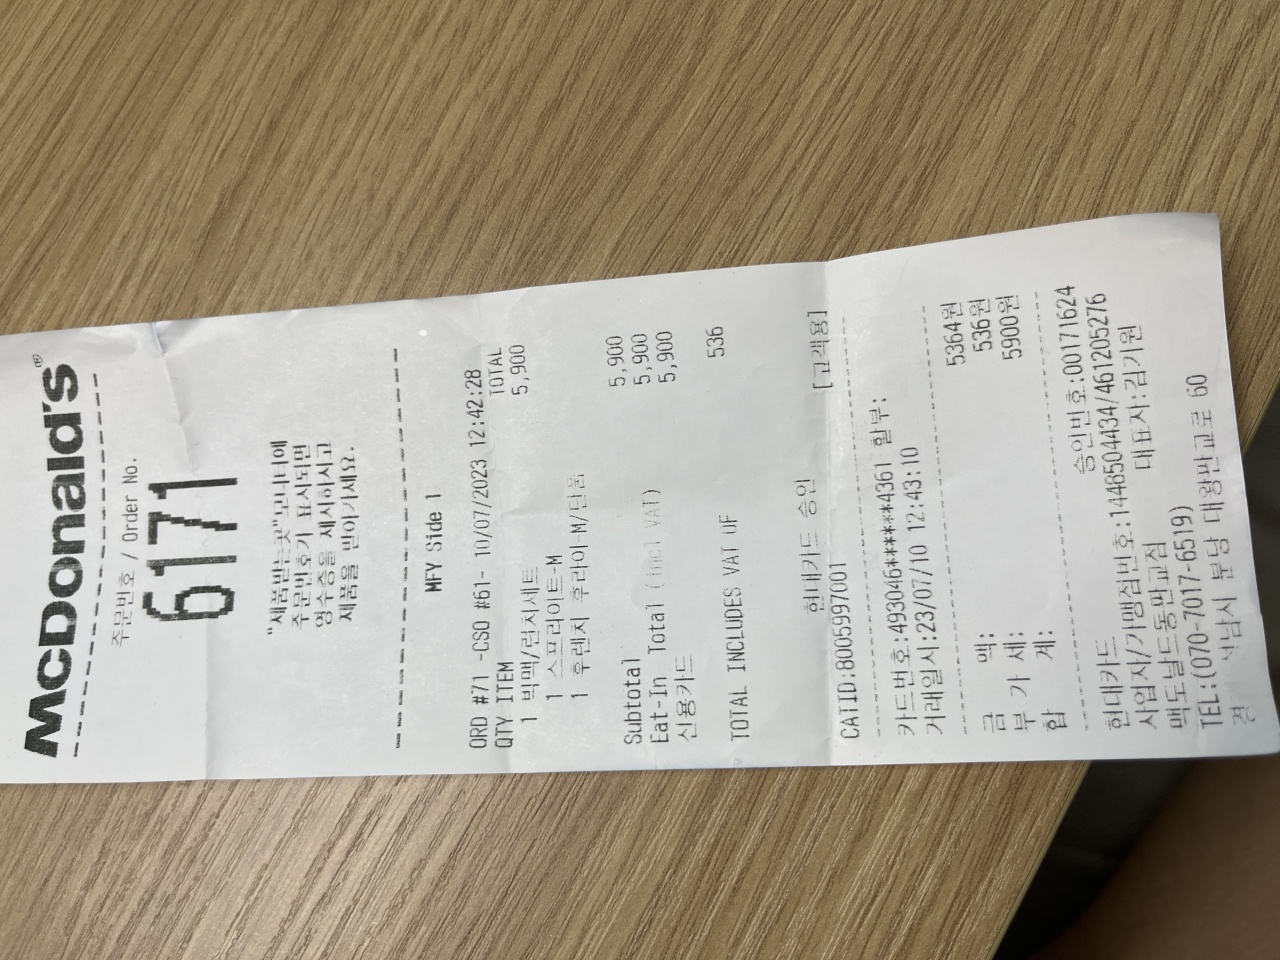 McDonald's®
주문번호 / Order No.
6171
"제품받는곳"모니터에
주문번호가 표시되면
영수증을 제시하시고
제품을 받아가세요.
MFY Side 1
ORD #71 -CSO #61- 10/07/2023 12:42:28
QTY ITEM TOTAL
1 빅맥/런치세트 5,900
1 스프라이트-M
1 후렌치 후라이-M/단품
Subtotal 5,900
Eat-In Total (incl VAT) 5,900
신용카드 5,900
TOTAL INCLUDES VAT OF 536
현대카드 승인 [고객용]
CATID:8005997001
카드번호:493046******4361 할부:
거래일시:23/07/10 12:43:10
금 액: 5364원
부 가 세: 536원
합 계: 5900원
승인번호:00171624
현대카드
사업자/가맹점번호:1448504434/461205276
맥도날드동판교점 대표자:김기원
TEL:(070-7017-6519)
성남시 분당 대왕판교로 60